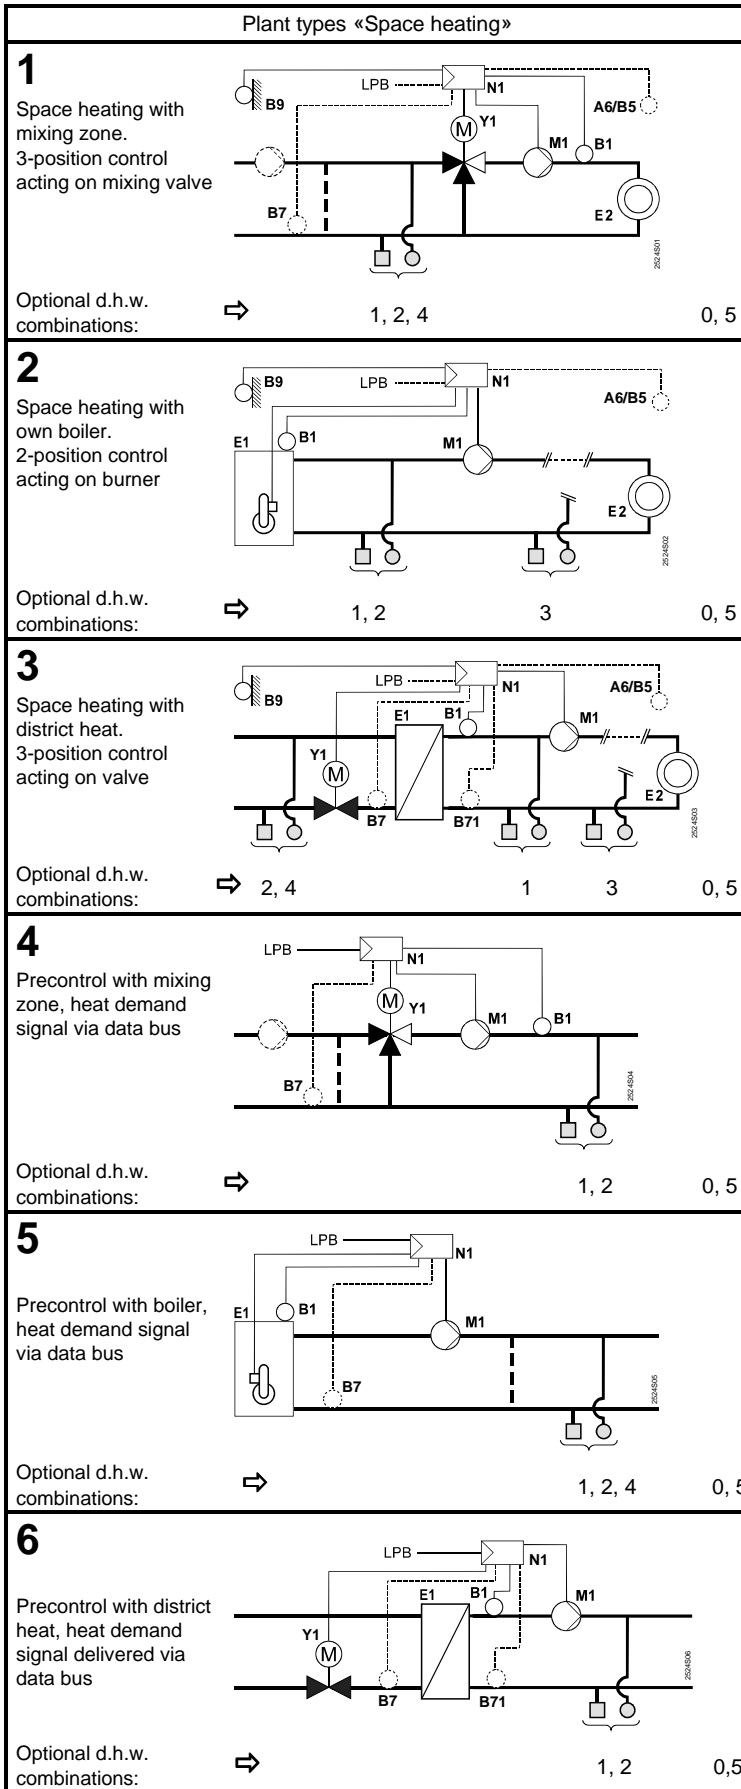 Plant types «Space heating»
1
Space heating with
mixing zone.
3-position control
acting on mixing valve
B9
LPB
N1
A6/B5
Y1
M
M1
B1
B7
E2
2524S01
Optional d.h.w.
combinations:
1, 2, 4
0, 5
2
Space heating with
own boiler.
2-position control
acting on burner
B9
LPB
N1
A6/B5
E1
B1
M1
E2
2524S02
Optional d.h.w.
combinations:
1, 2
3
0, 5
3
Space heating with
district heat.
3-position control
acting on valve
B9
LPB
N1
A6/B5
E1
B1
M1
Y1
M
B7
B71
E2
2524S03
Optional d.h.w.
combinations:
2, 4
1
3
0, 5
4
Precontrol with mixing
zone, heat demand
signal via data bus
LPB
N1
M
Y1
M1
B1
B7
2524S04
Optional d.h.w.
combinations:
1, 2
0, 5
5
Precontrol with boiler,
heat demand signal
via data bus
LPB
N1
E1
B1
M1
B7
2524S05
Optional d.h.w.
combinations:
1, 2, 4
0, 5
6
Precontrol with district
heat, heat demand
signal delivered via
data bus
LPB
N1
E1
B1
M1
Y1
M
B7
B71
2524S06
Optional d.h.w.
combinations:
1, 2
0,5